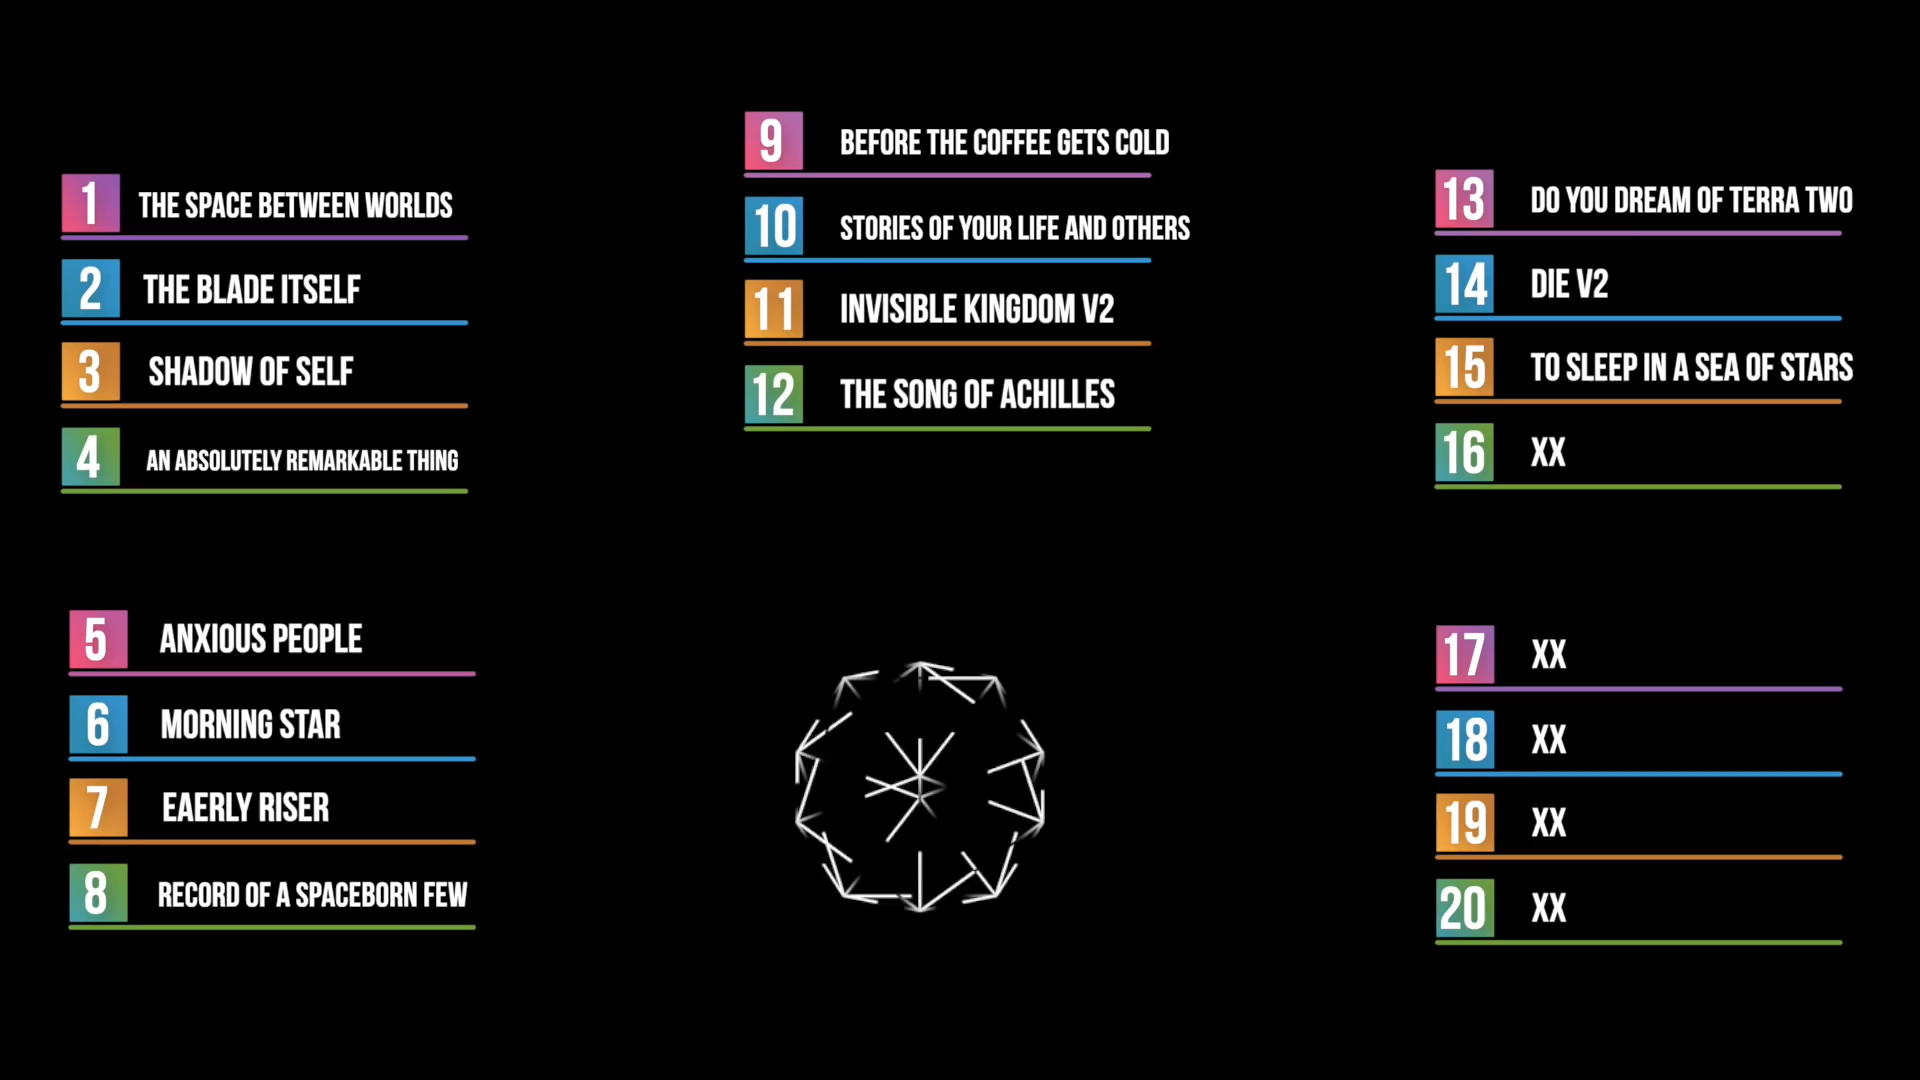 1 THE SPACE BETWEEN WORLDS
2 THE BLADE ITSELF
3 SHADOW OF SELF
4 AN ABSOLUTELY REMARKABLE THING
5 ANXIOUS PEOPLE
6 MORNING STAR
7 EAERLY RISER
8 RECORD OF A SPACEBORN FEW
9 BEFORE THE COFFEE GETS COLD
10 STORIES OF YOUR LIFE AND OTHERS
11 INVISIBLE KINGDOM V2
12 THE SONG OF ACHILLES
13 DO YOU DREAM OF TERRA TWO
14 DIE V2
15 TO SLEEP IN A SEA OF STARS
16 XX
17 XX
18 XX
19 XX
20 XX